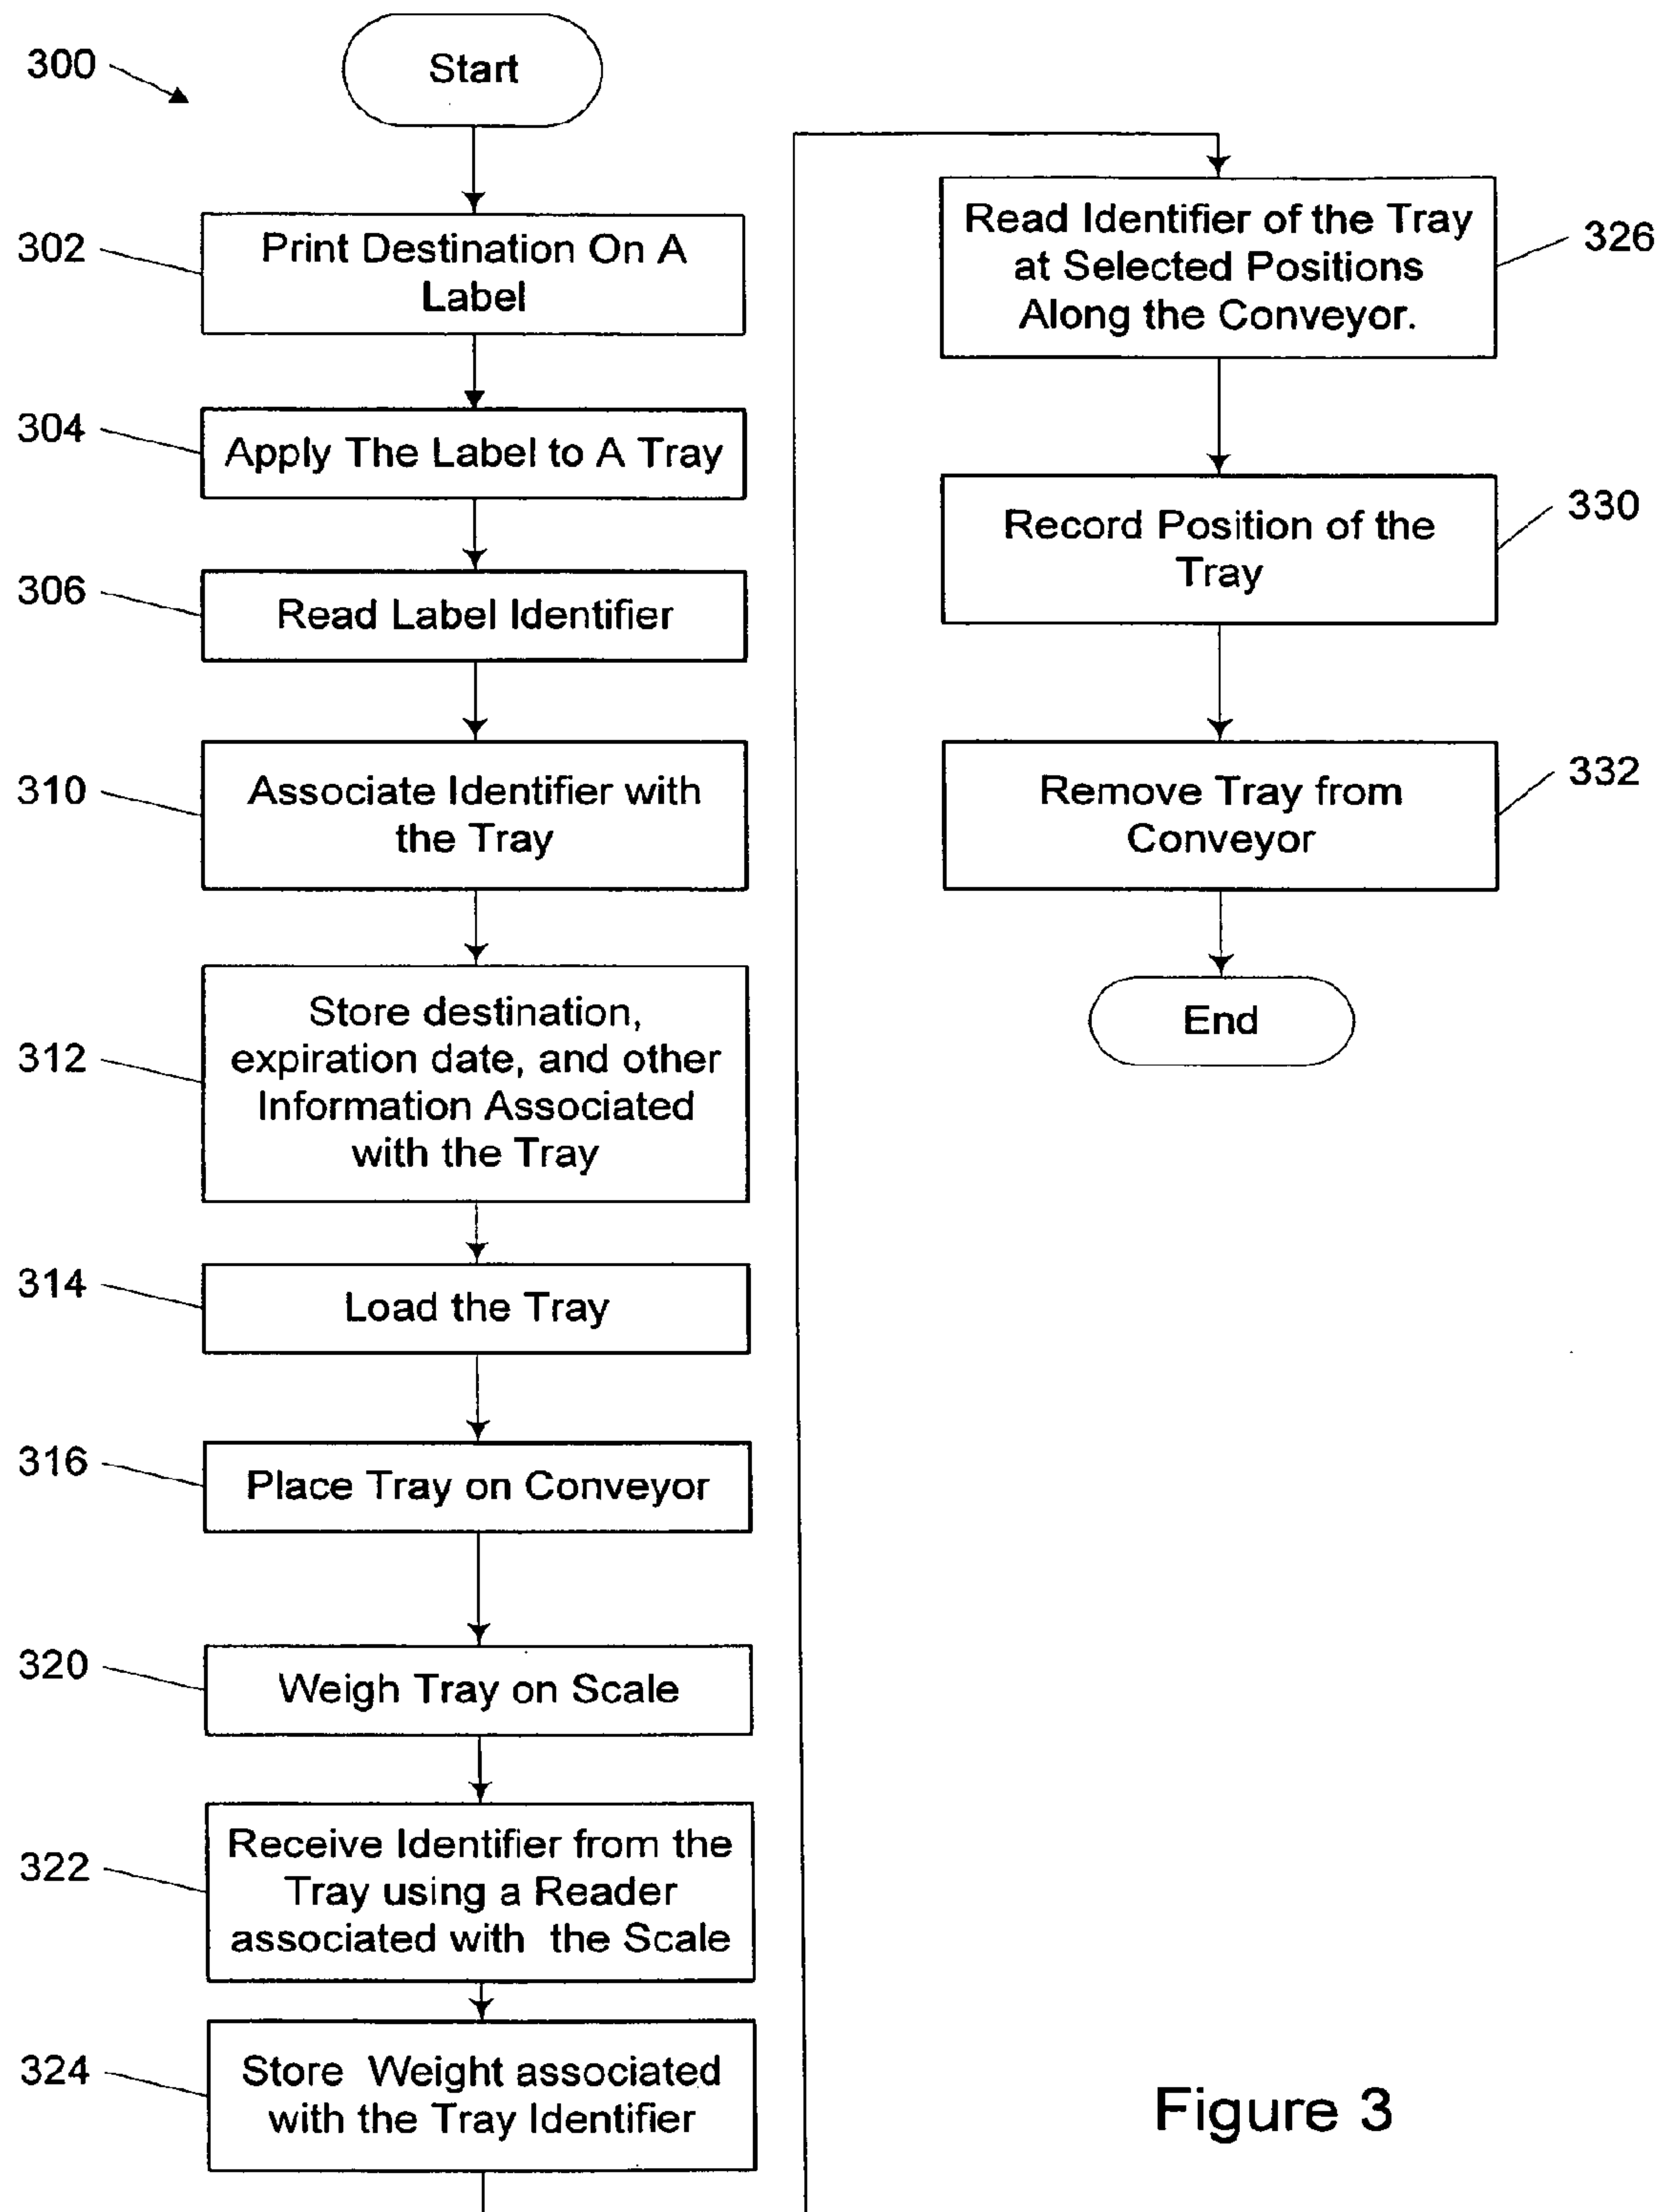 300
Start
302
Print Destination On A
Label
304
Apply The Label to A Tray
306
Read Label Identifier
310
Associate Identifier with
the Tray
312
Store destination,
expiration date, and other
Information Associated
with the Tray
314
Load the Tray
316
Place Tray on Conveyor
320
Weigh Tray on Scale
322
Receive Identifier from the
Tray using a Reader
associated with the Scale
324
Store Weight associated
with the Tray Identifier
Read Identifier of the Tray
at Selected Positions
Along the Conveyor.
326
Record Position of the
Tray
330
Remove Tray from
Conveyor
332
End
Figure 3